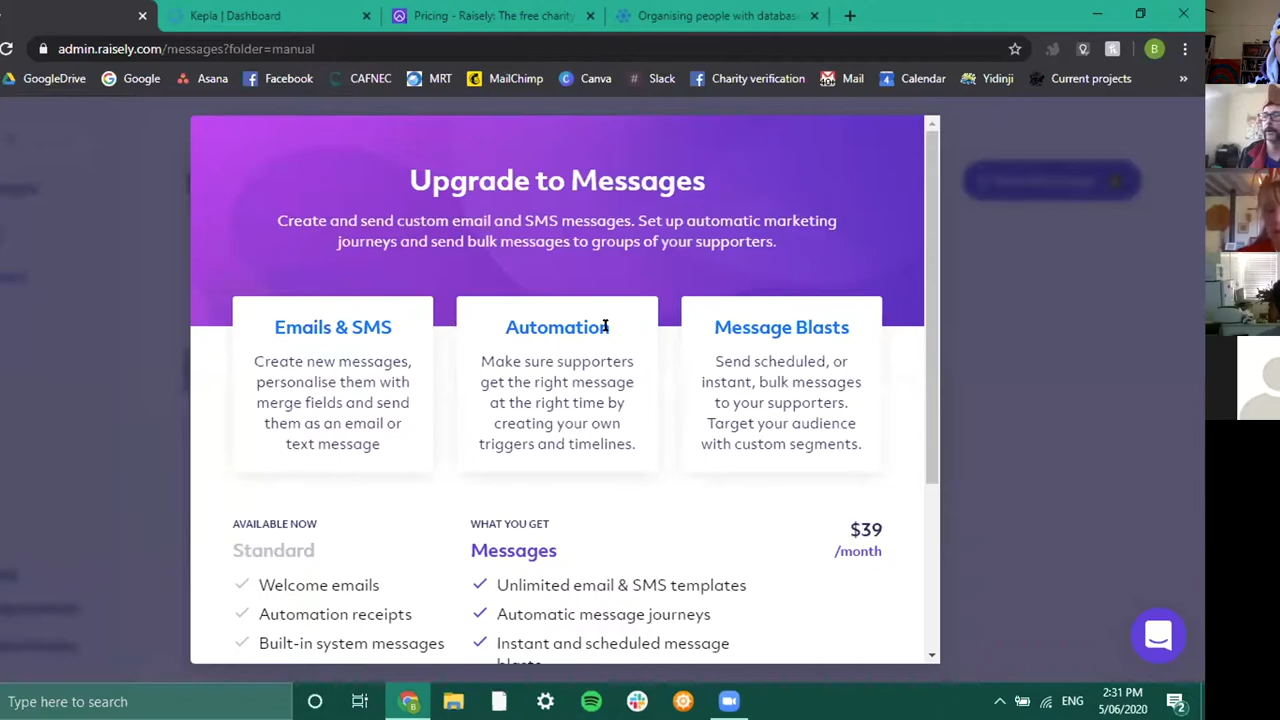 Kepla | Dashboard
Pricing - Raisely: The free charity
Organising people with databas
admin.raisely.com/messages?folder=manual
B
GoogleDrive
Google
Asana
Facebook
CAFNEC
MRT
MailChimp
Canva
Slack
Charity verification
Mail
Calendar
Yidinji
Current projects
»
Upgrade to Messages
Create and send custom email and SMS messages. Set up automatic marketing
journeys and send bulk messages to groups of your supporters.
Emails & SMS
Create new messages,
personalise them with
merge fields and send
them as an email or
text message
Automation
Make sure supporters
get the right message
at the right time by
creating your own
triggers and timelines.
Message Blasts
Send scheduled, or
instant, bulk messages
to your supporters.
Target your audience
with custom segments.
AVAILABLE NOW
Standard
Welcome emails
Automation receipts
Built-in system messages
WHAT YOU GET
Messages
$39
/month
Unlimited email & SMS templates
Automatic message journeys
Instant and scheduled message
blasts
Type here to search
ENG
2:31 PM
5/06/2020
2